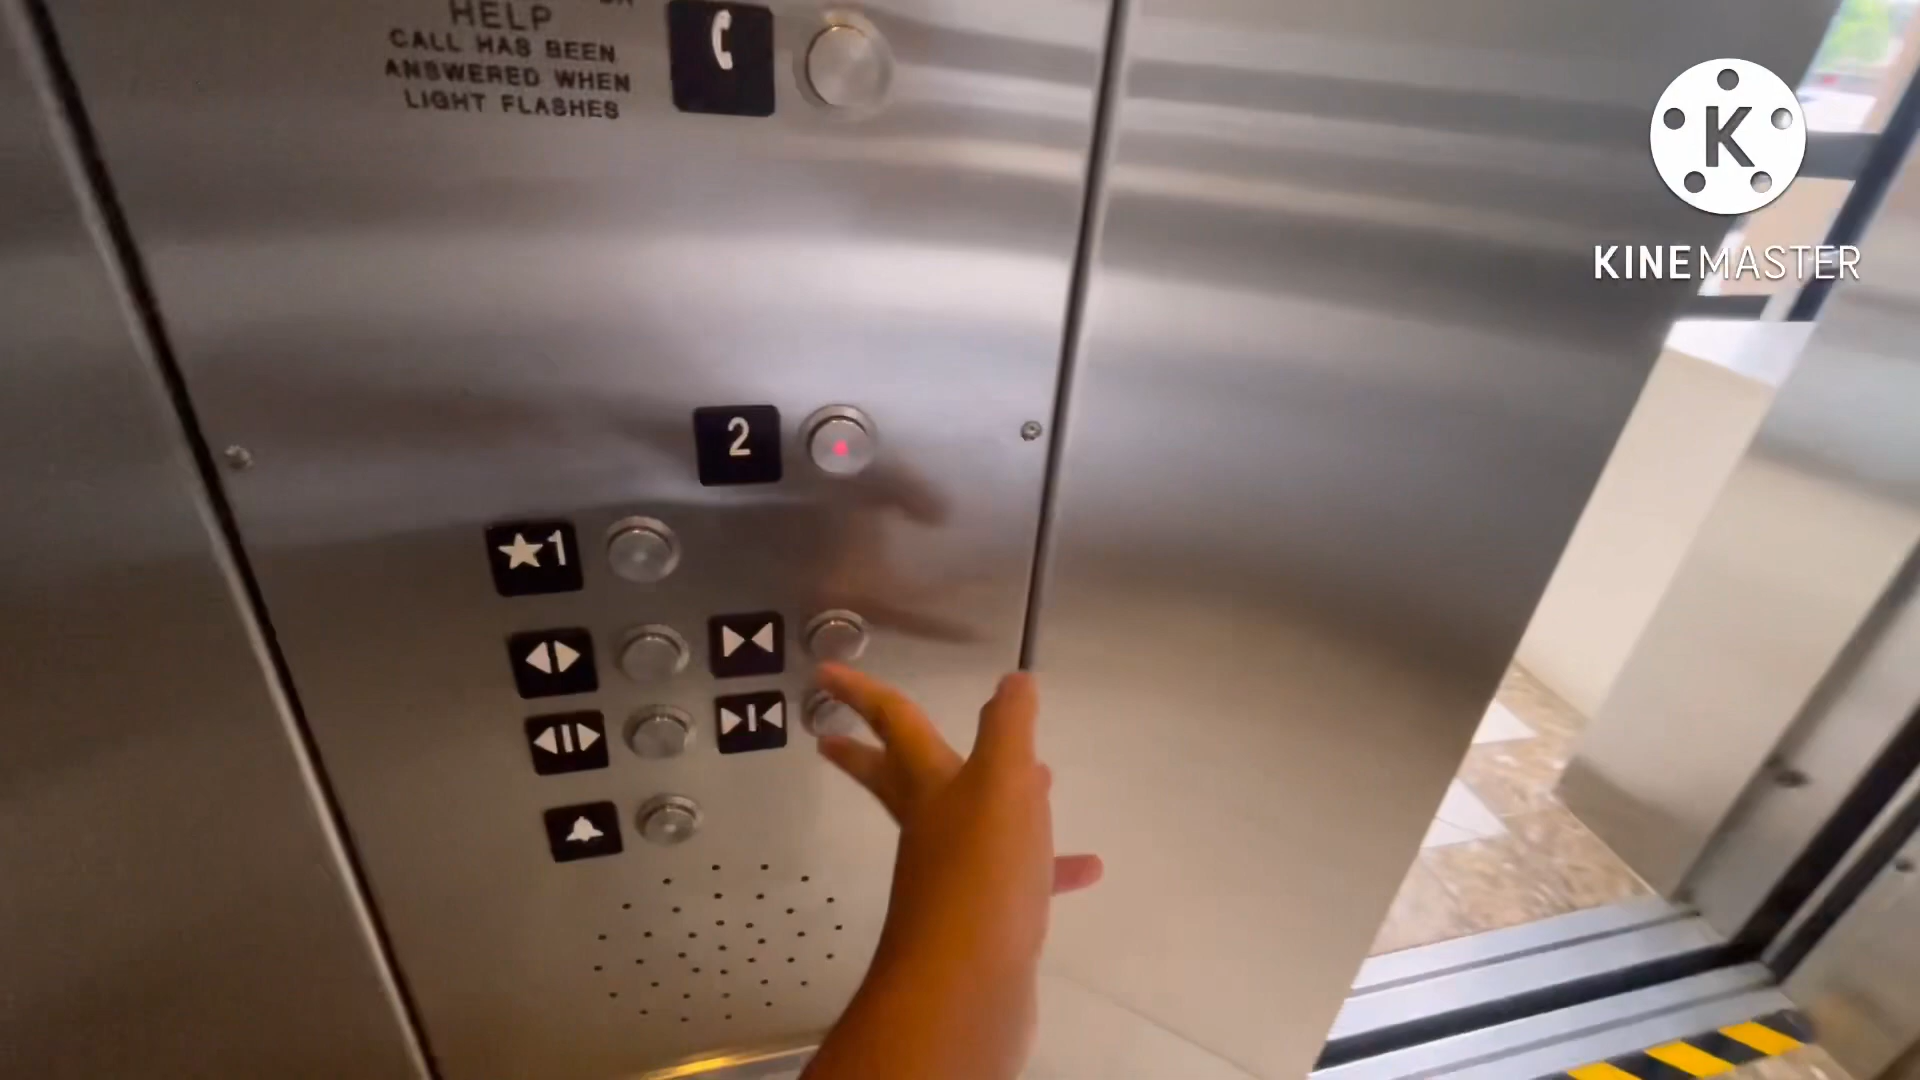 HELP
CALL HAS BEEN
ANSWERED WHEN
LIGHT FLASHES
K
KINEMASTER
2
★1